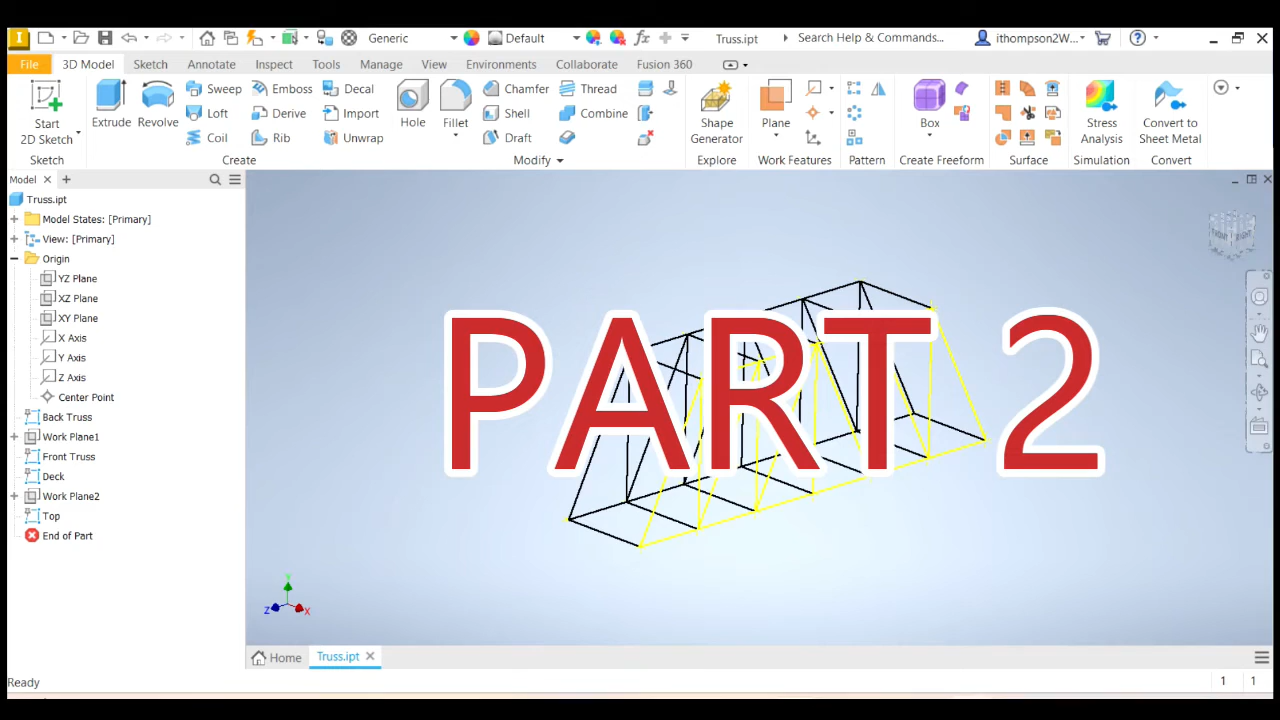 Generic
Default
Truss.ipt
Search Help & Commands...
ithompson2W...
File
3D Model
Sketch
Annotate
Inspect
Tools
Manage
View
Environments
Collaborate
Fusion 360
Start
2D Sketch
Sketch
Extrude
Revolve
Sweep
Loft
Coil
Emboss
Derive
Rib
Decal
Import
Unwrap
Create
Hole
Fillet
Chamfer
Shell
Draft
Thread
Combine
Modify
Shape
Generator
Explore
Plane
Work Features
Pattern
Box
Create Freeform
Surface
Stress
Analysis
Simulation
Convert to
Sheet Metal
Convert
Model
Truss.ipt
Model States: [Primary]
View: [Primary]
Origin
YZ Plane
XZ Plane
XY Plane
X Axis
Y Axis
Z Axis
Center Point
Back Truss
Work Plane1
Front Truss
Deck
Work Plane2
Top
End of Part
PART 2
FRONT
RIGHT
Y
Z
X
Home
Truss.ipt
Ready
1
1